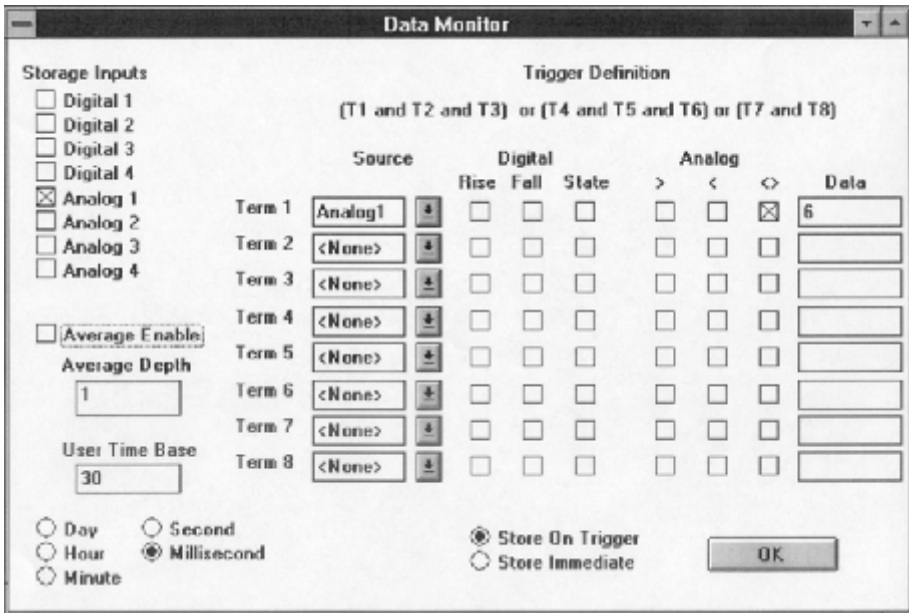 Data Monitor
Storage Inputs
Digital 1
Digital 2
Digital 3
Digital 4
Analog 1
Analog 2
Analog 3
Analog 4
Average Enable
Average Depth
1
User Time Base
30
Day
Hour
Minute
Second
Millisecond
Trigger Definition
(T1 and T2 and T3) or (T4 and T5 and T6) or (T7 and T8)
Source Digital Analog
Rise Fall State > < <> Data
Term 1 Analog1 6
Term 2 <None>
Term 3 <None>
Term 4 <None>
Term 5 <None>
Term 6 <None>
Term 7 <None>
Term 8 <None>
Store On Trigger
Store Immediate
OK